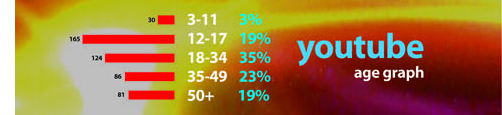 30 3-11 3%
165 12-17 19%
124 18-34 35%
86 35-49 23%
81 50+ 19%
youtube
age graph